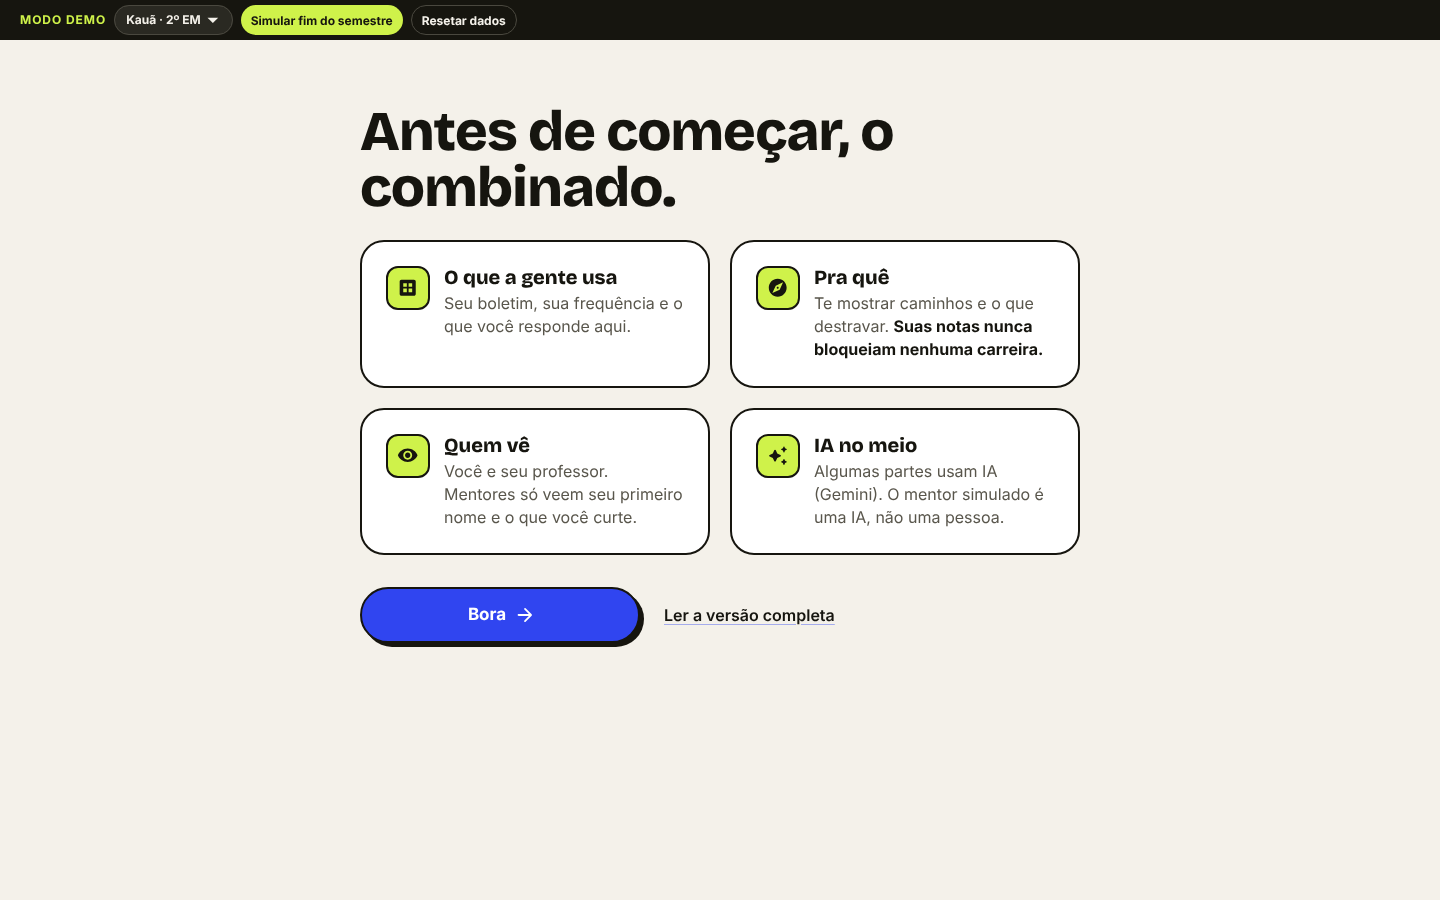 MODO DEMO
Kauã · 2º EM
Simular fim do semestre
Resetar dados
Antes de começar, o
combinado.
O que a gente usa
Seu boletim, sua frequência e o
que você responde aqui.
Pra quê
Te mostrar caminhos e o que
destravar. Suas notas nunca
bloqueiam nenhuma carreira.
Quem vê
Você e seu professor.
Mentores só veem seu primeiro
nome e o que você curte.
IA no meio
Algumas partes usam IA
(Gemini). O mentor simulado é
uma IA, não uma pessoa.
Bora
Ler a versão completa